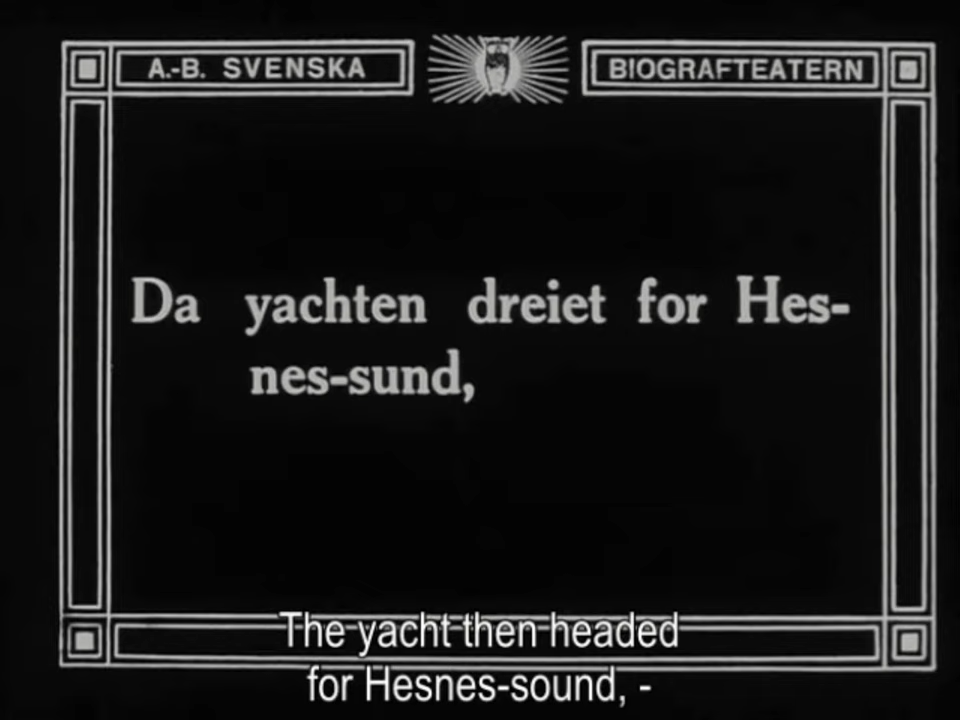 A.-B. SVENSKA BIOGRAFTEATERN
Da yachten dreiet for Hes-
nes-sund,
The yacht then headed
for Hesnes-sound, -